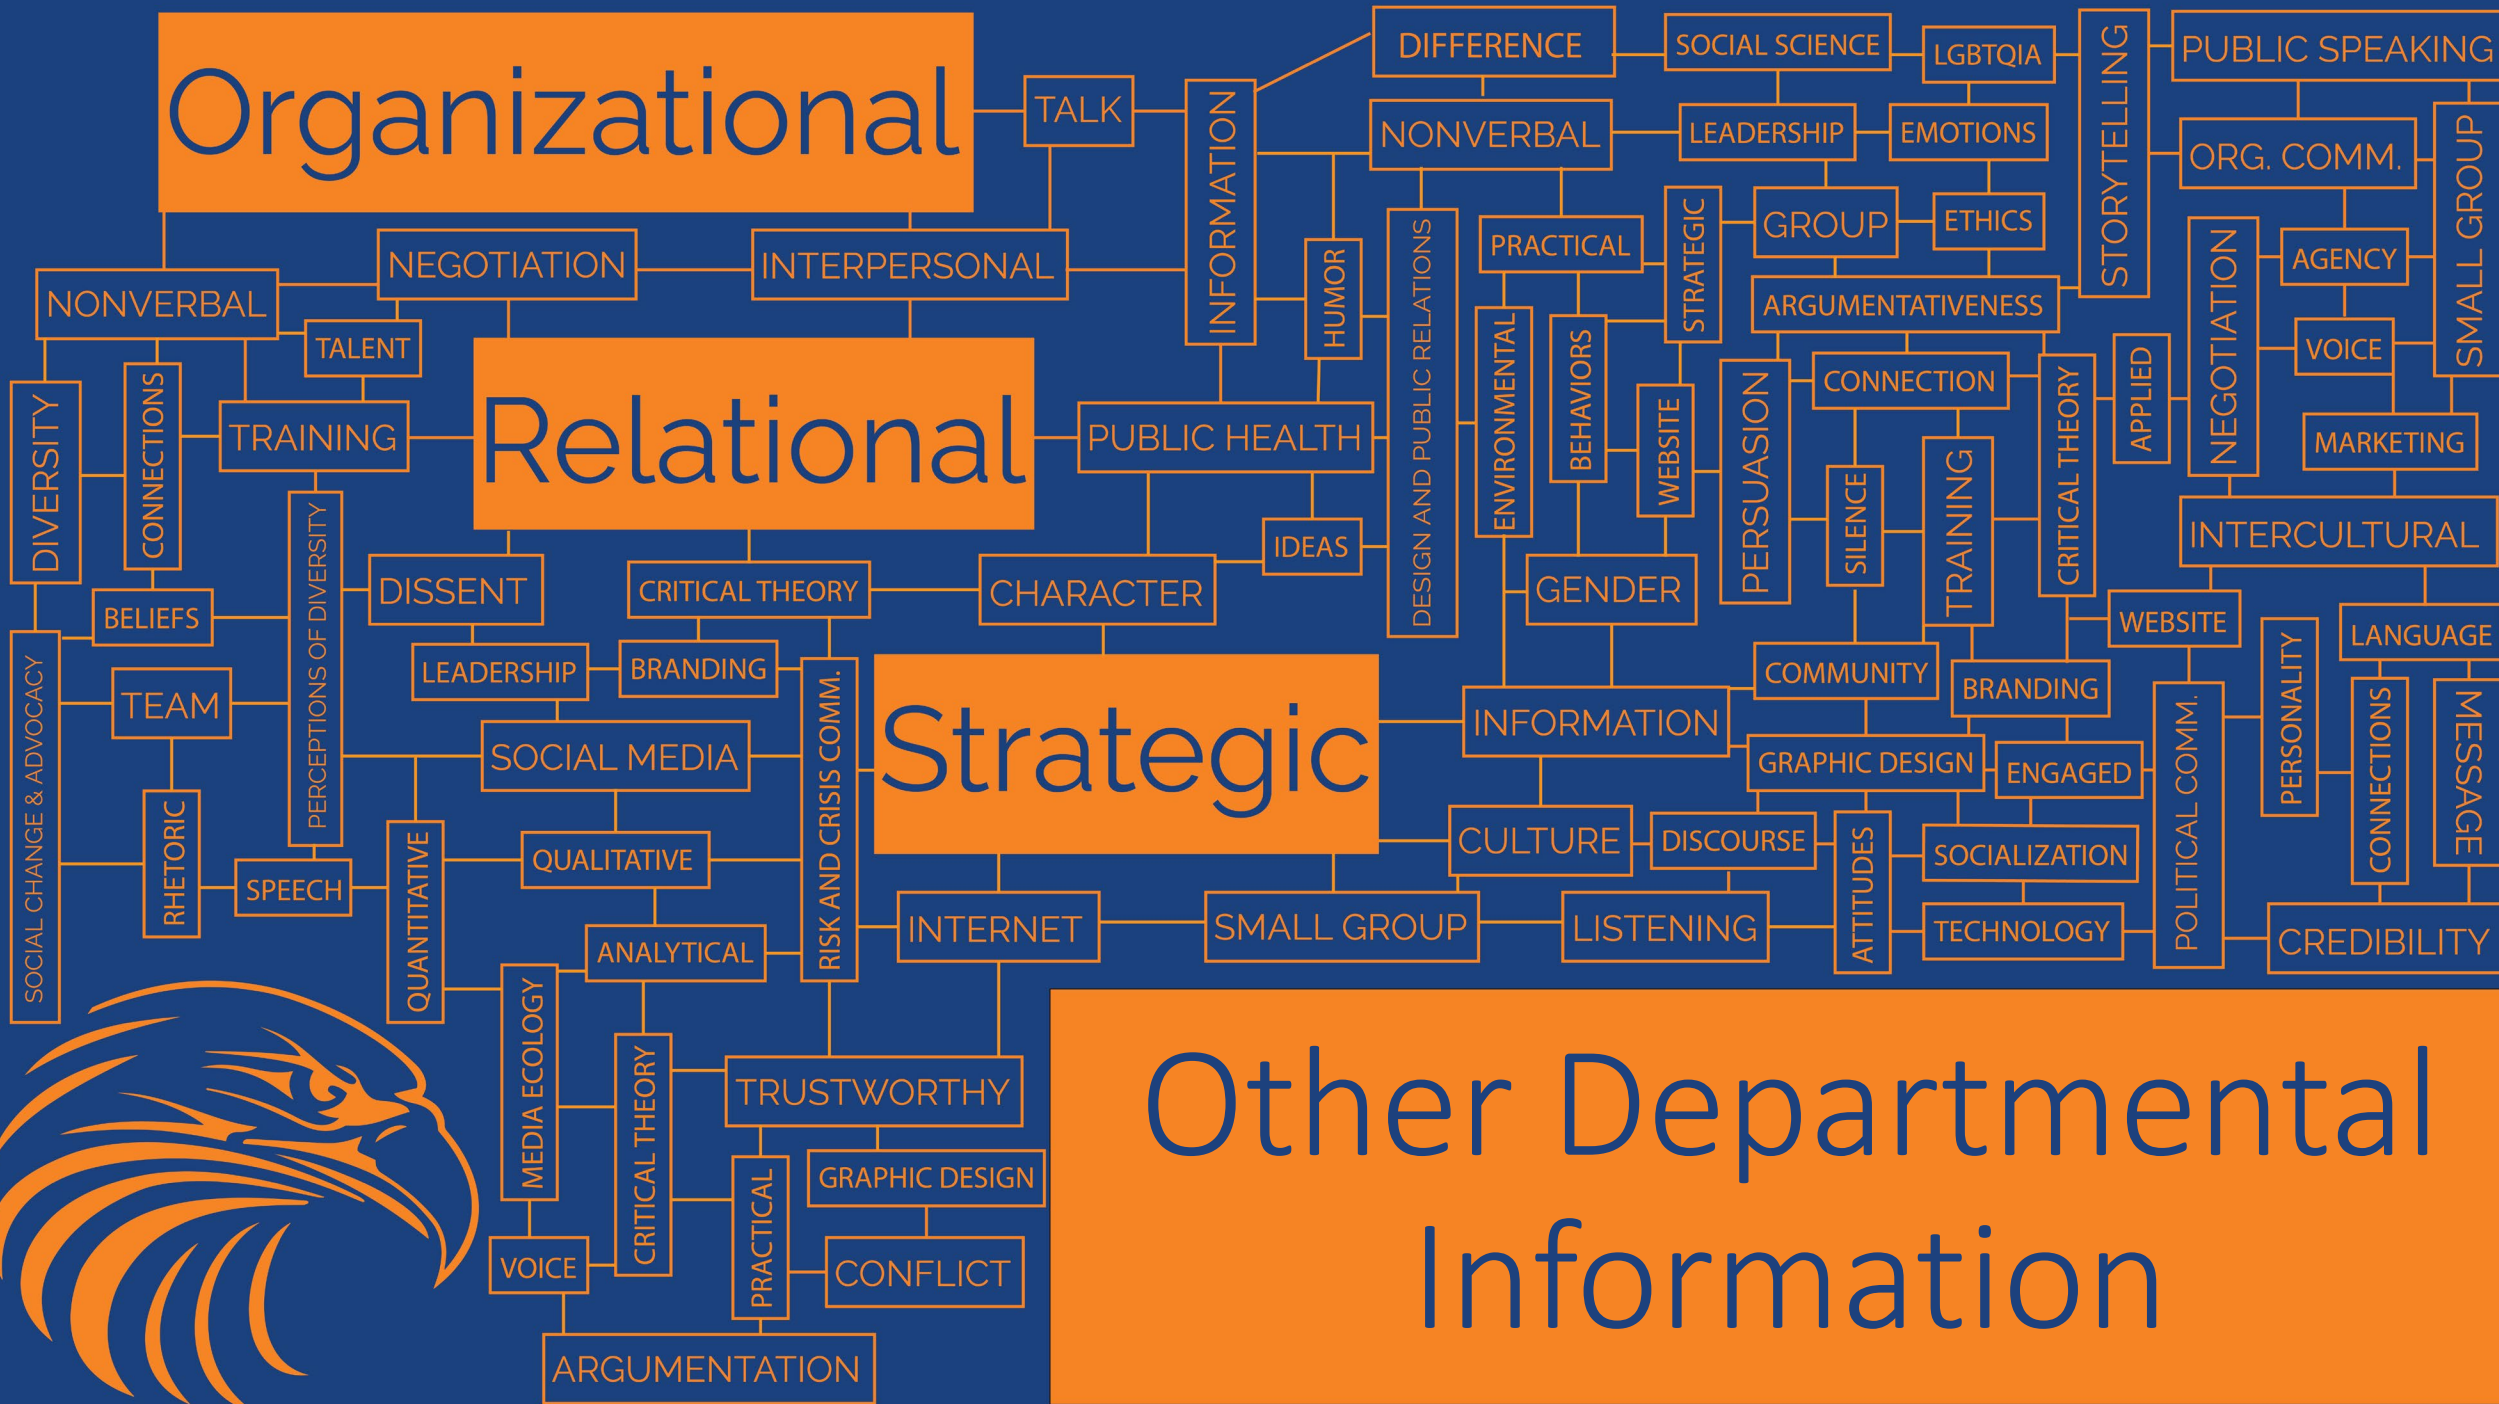 Organizational
TALK
INFORMATION
DIFFERENCE
SOCIAL SCIENCE
LGBTQIA
STORYTELLING
PUBLIC SPEAKING
NONVERBAL
LEADERSHIP
EMOTIONS
ORG. COMM.
SMALL GROUP
NONVERBAL
NEGOTIATION
INTERPERSONAL
HUMOR
DESIGN AND PUBLIC RELATIONS
PRACTICAL
STRATEGIC
GROUP
ETHICS
NEGOTIATION
AGENCY
TALENT
ENVIRONMENTAL
BEHAVIORS
ARGUMENTATIVENESS
APPLIED
VOICE
DIVERSITY
CONNECTIONS
TRAINING
Relational
PUBLIC HEALTH
WEBSITE
PERSUASION
CONNECTION
CRITICAL THEORY
MARKETING
PERCEPTIONS OF DIVERSITY
IDEAS
SILENCE
TRAINING
INTERCULTURAL
BELIEFS
DISSENT
CRITICAL THEORY
CHARACTER
GENDER
WEBSITE
LANGUAGE
SOCIAL CHANGE & ADVOCACY
TEAM
LEADERSHIP
BRANDING
RISK AND CRISIS COMM.
Strategic
INFORMATION
COMMUNITY
BRANDING
POLITICAL COMM.
PERSONALITY
CONNECTIONS
MESSAGE
SOCIAL MEDIA
GRAPHIC DESIGN
ENGAGED
RHETORIC
SPEECH
QUANTITATIVE
QUALITATIVE
CULTURE
DISCOURSE
ATTITUDES
SOCIALIZATION
ANALYTICAL
INTERNET
SMALL GROUP
LISTENING
TECHNOLOGY
CREDIBILITY
MEDIA ECOLOGY
CRITICAL THEORY
TRUSTWORTHY
PRACTICAL
GRAPHIC DESIGN
VOICE
CONFLICT
ARGUMENTATION
Other Departmental
Information